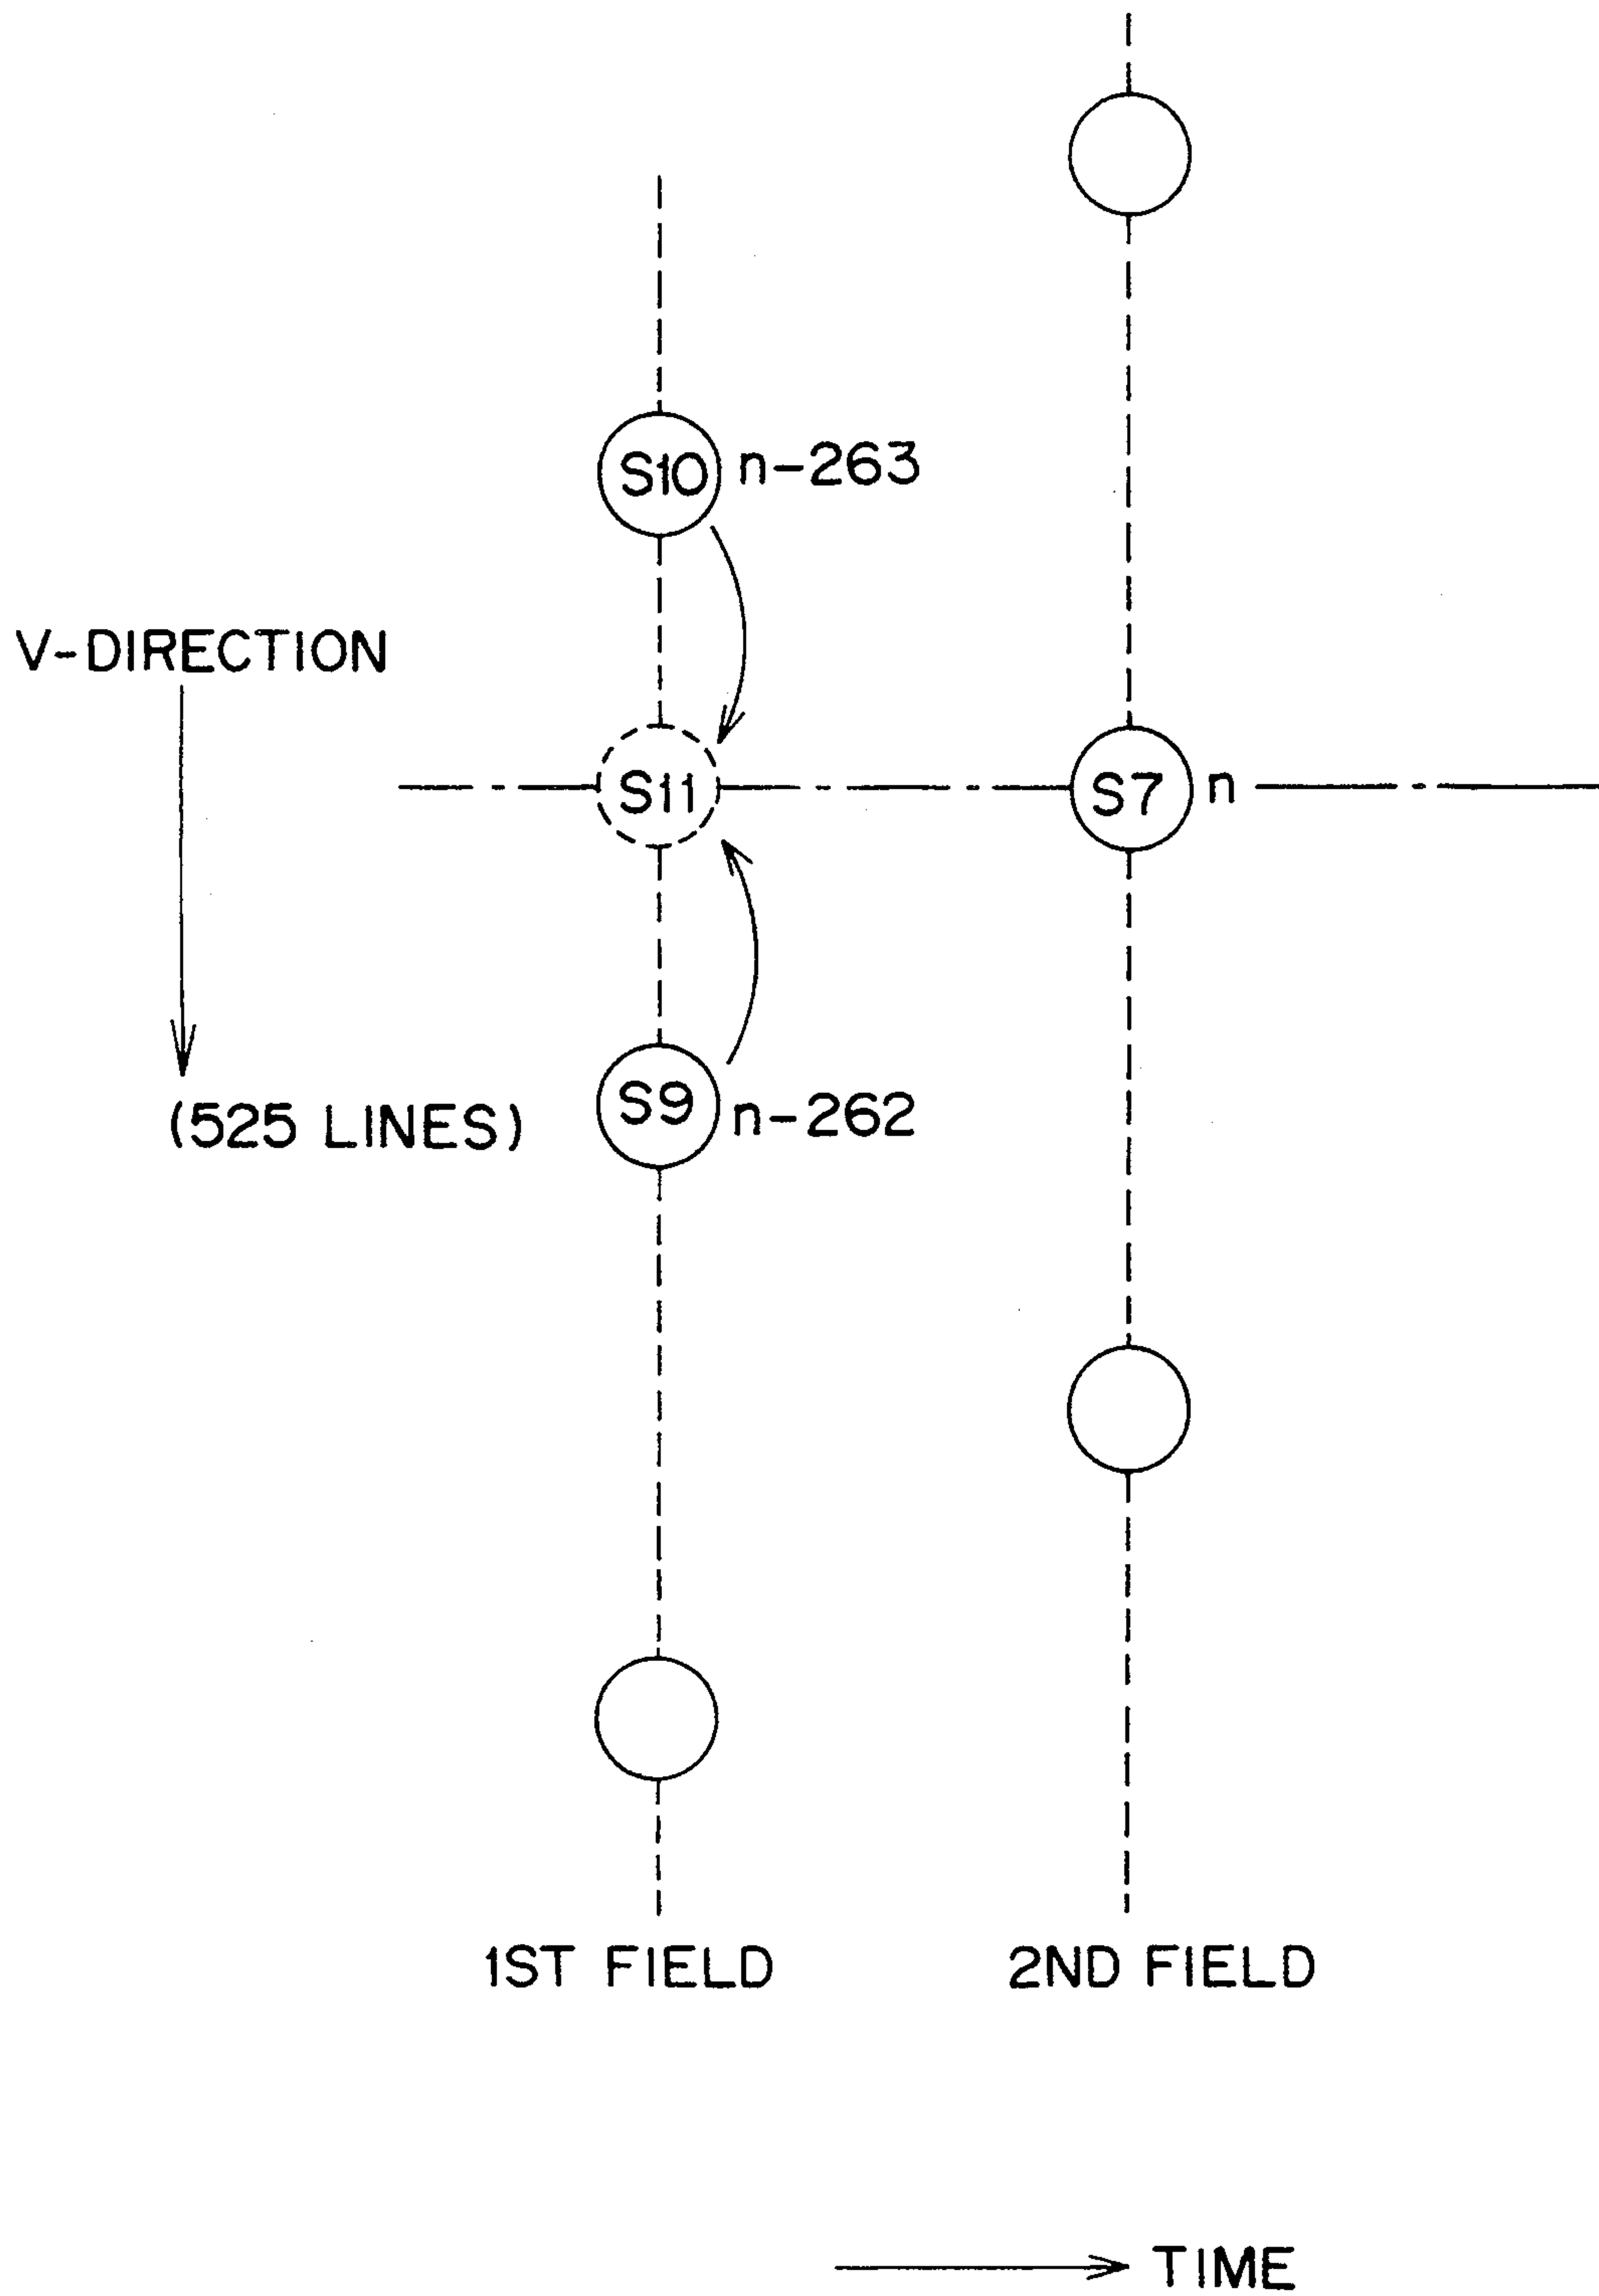 S10 n-263
V-DIRECTION
S11
S7 n
S9 n-262
(525 LINES)
1ST FIELD
2ND FIELD
TIME